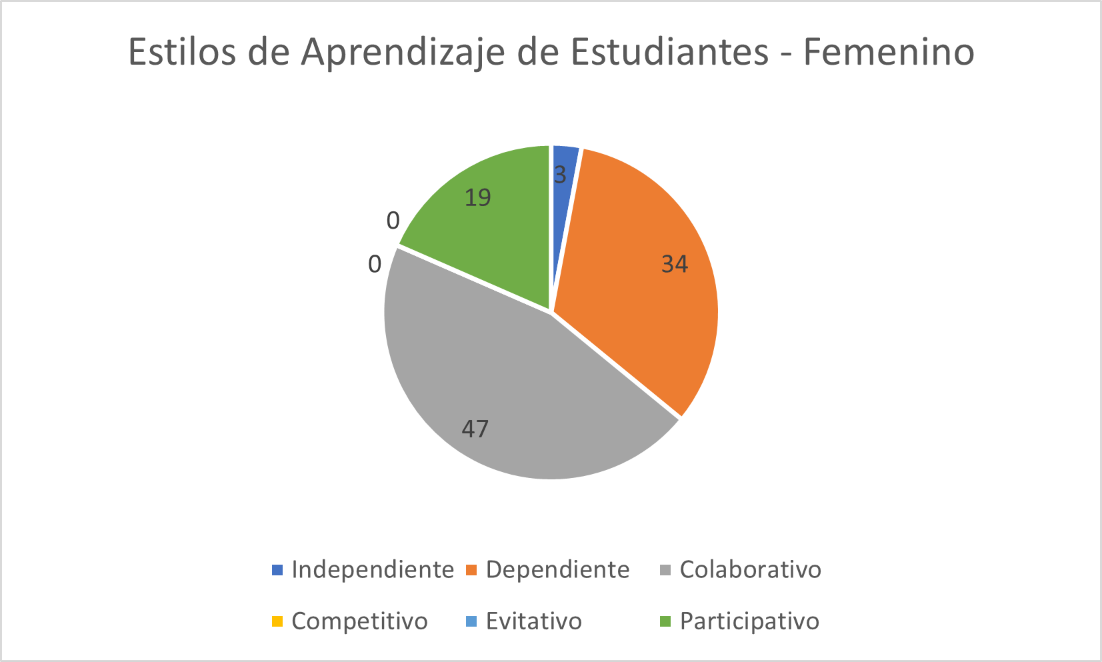 Estilos de Aprendizaje de Estudiantes - Femenino
3
19
0
34
0
47
Independiente Dependiente Colaborativo
Competitivo Evitativo Participativo